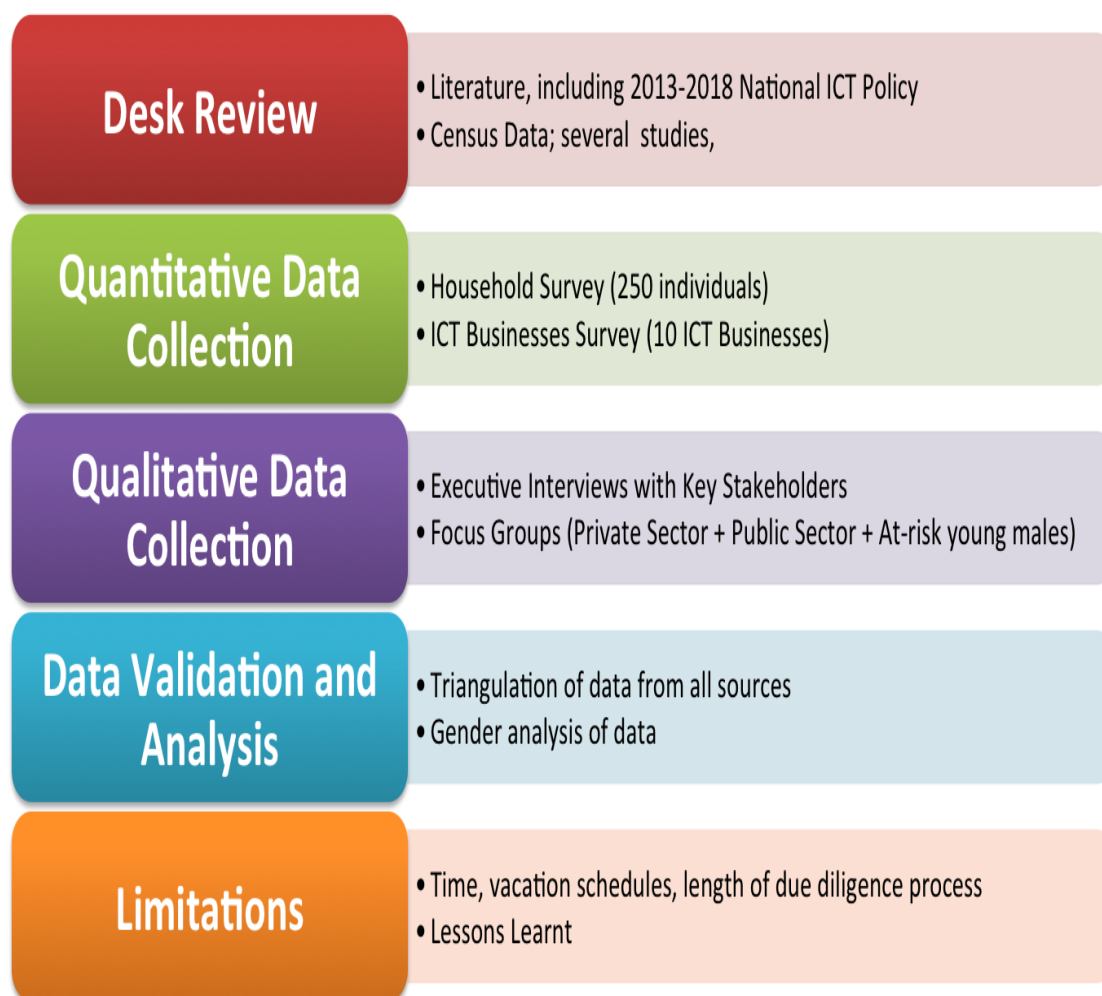 Desk Review
• Literature, including 2013-2018 National ICT Policy
• Census Data; several studies,
Quantitative Data
Collection
• Household Survey (250 individuals)
• ICT Businesses Survey (10 ICT Businesses)
Qualitative Data
Collection
• Executive Interviews with Key Stakeholders
• Focus Groups (Private Sector + Public Sector + At-risk young males)
Data Validation and
Analysis
• Triangulation of data from all sources
• Gender analysis of data
Limitations
• Time, vacation schedules, length of due diligence process
• Lessons Learnt